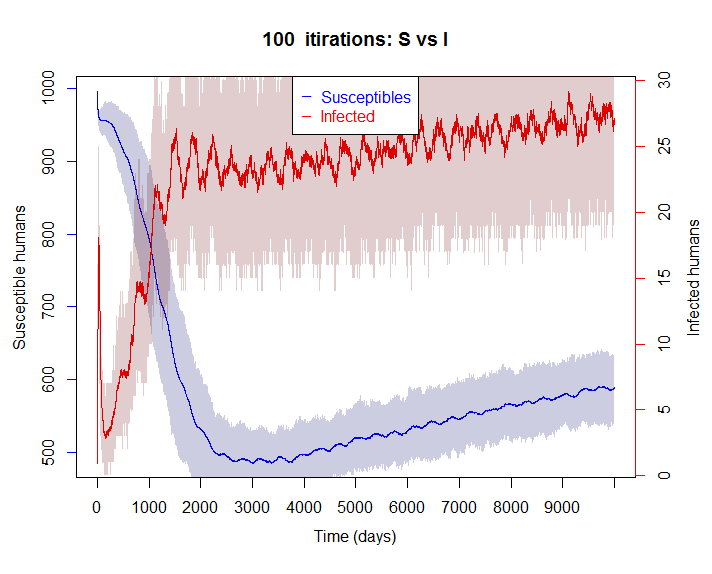 100 itirations: S vs I
Susceptibles
Infected
Susceptible humans
1000
900
800
700
600
500
Infected humans
30
25
20
15
10
5
0
0 1000 2000 3000 4000 5000 6000 7000 8000 9000
Time (days)